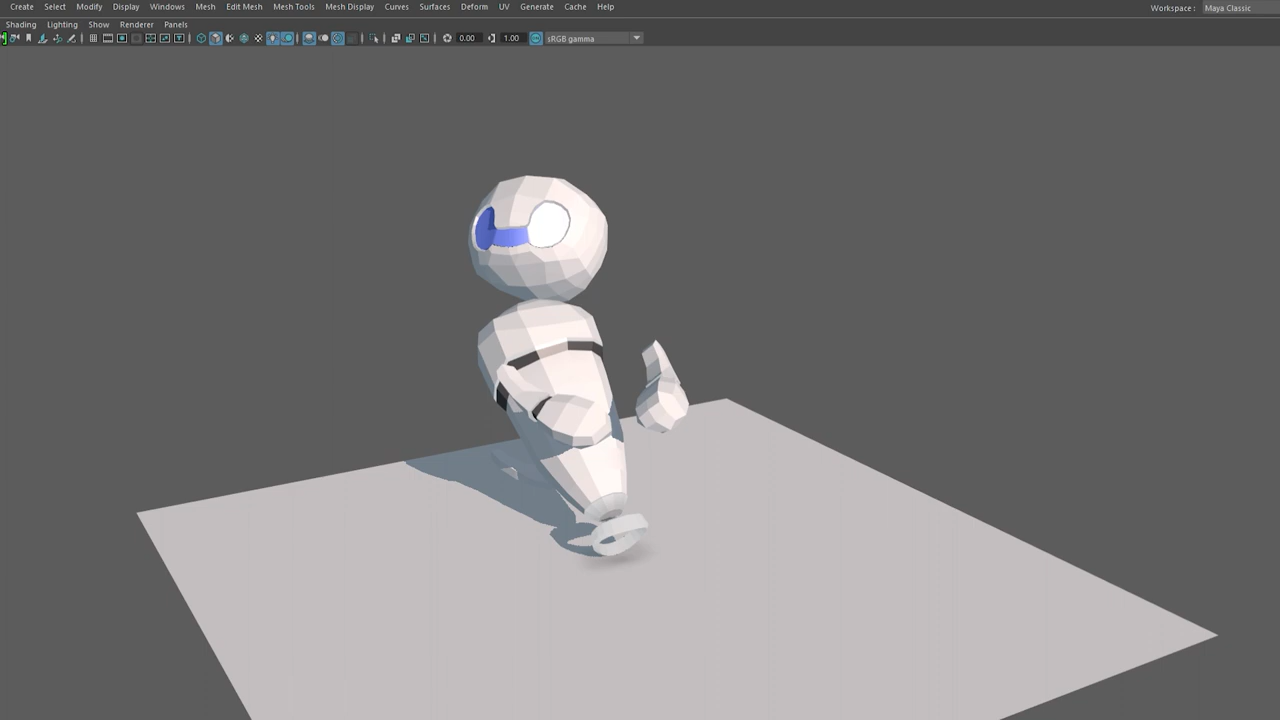 Create Select Modify Display Windows Mesh Edit Mesh Mesh Tools Mesh Display Curves Surfaces Deform UV Generate Cache Help Workspace : Maya Classic
Shading Lighting Show Renderer Panels
0.00 1.00 sRGB gamma